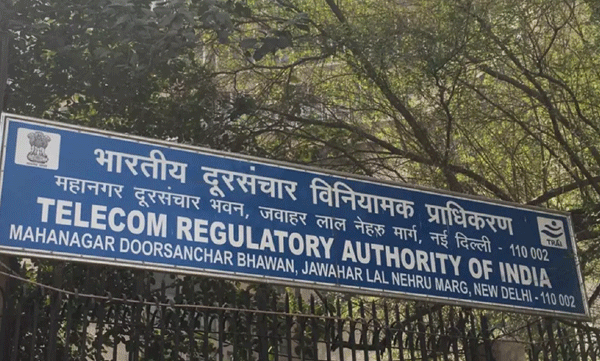 भारतीय दूरसंचार विनियामक प्राधिकरण
महानगर दूरसंचार भवन, जवाहर लाल नेहरु मार्ग, नई दिल्ली - 110 002
TELECOM REGULATORY AUTHORITY OF INDIA
MAHANAGAR DOORSANCHAR BHAWAN, JAWAHAR LAL NEHRU MARG, NEW DELHI - 110 002
TRAI